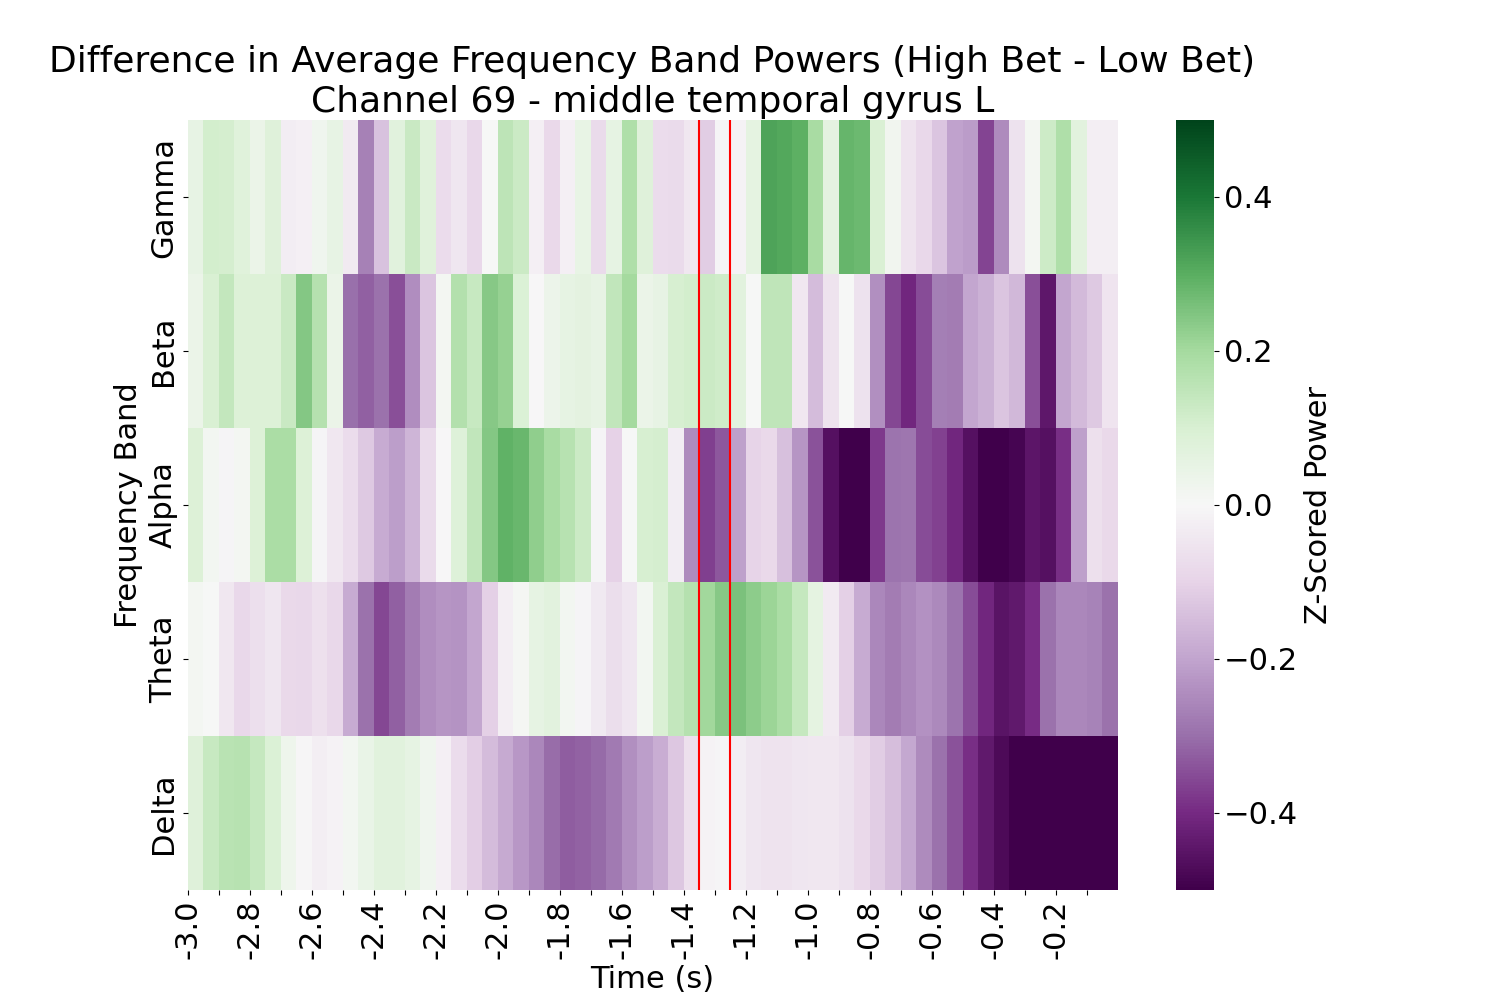 Difference in Average Frequency Band Powers (High Bet - Low Bet)
Channel 69 - middle temporal gyrus L
Frequency Band
Gamma
Beta
Alpha
Theta
Delta
-3.0 -2.8 -2.6 -2.4 -2.2 -2.0 -1.8 -1.6 -1.4 -1.2 -1.0 -0.8 -0.6 -0.4 -0.2
Time (s)
0.4
0.2
0.0
−0.2
−0.4
Z-Scored Power